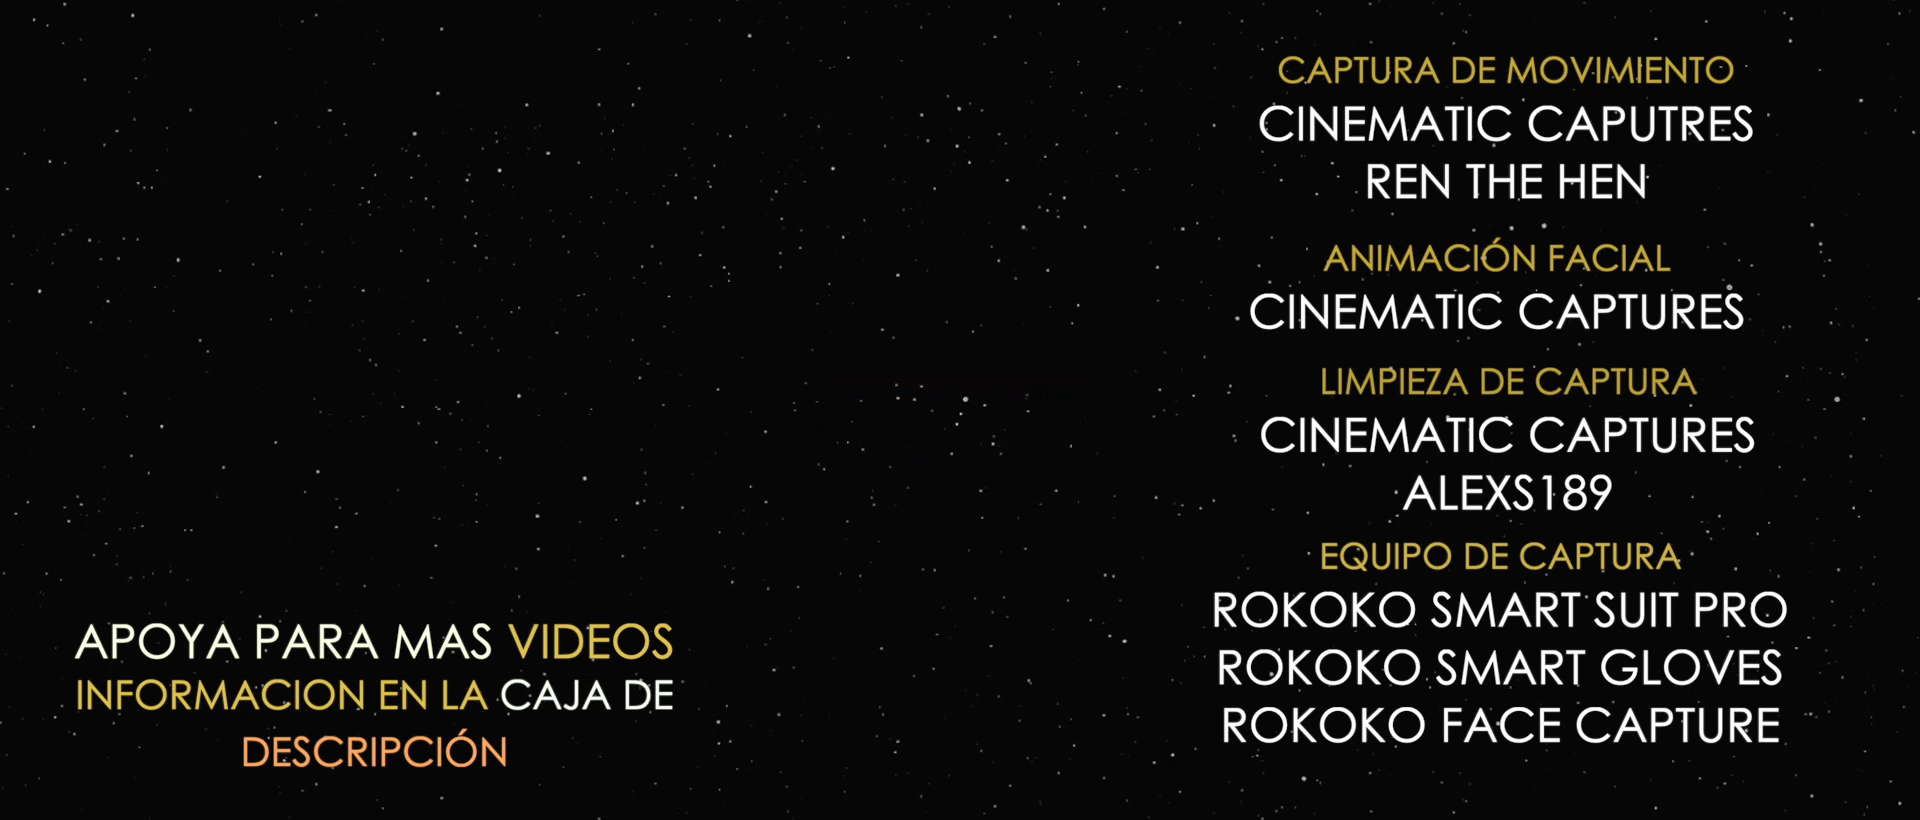 CAPTURA DE MOVIMIENTO
CINEMATIC CAPUTRES
REN THE HEN
ANIMACIÓN FACIAL
CINEMATIC CAPTURES
LIMPIEZA DE CAPTURA
CINEMATIC CAPTURES
ALEXS189
EQUIPO DE CAPTURA
ROKOKO SMART SUIT PRO
ROKOKO SMART GLOVES
ROKOKO FACE CAPTURE
APOYA PARA MAS VIDEOS
INFORMACION EN LA CAJA DE
DESCRIPCIÓN